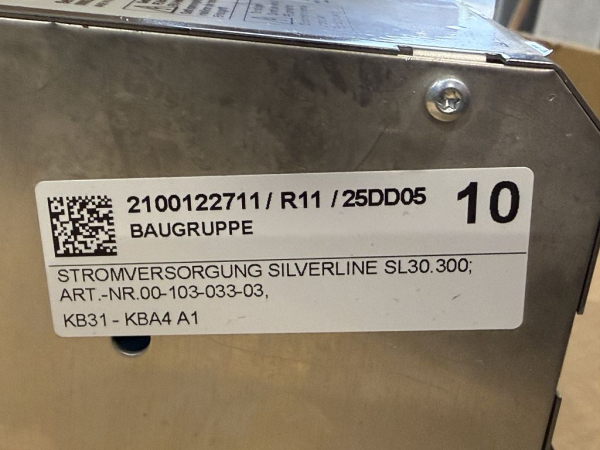 2100122711 / R11 / 25DD05 10
BAUGRUPPE
STROMVERSORGUNG SILVERLINE SL30.300;
ART.-NR.00-103-033-03,
KB31 - KBA4 A1